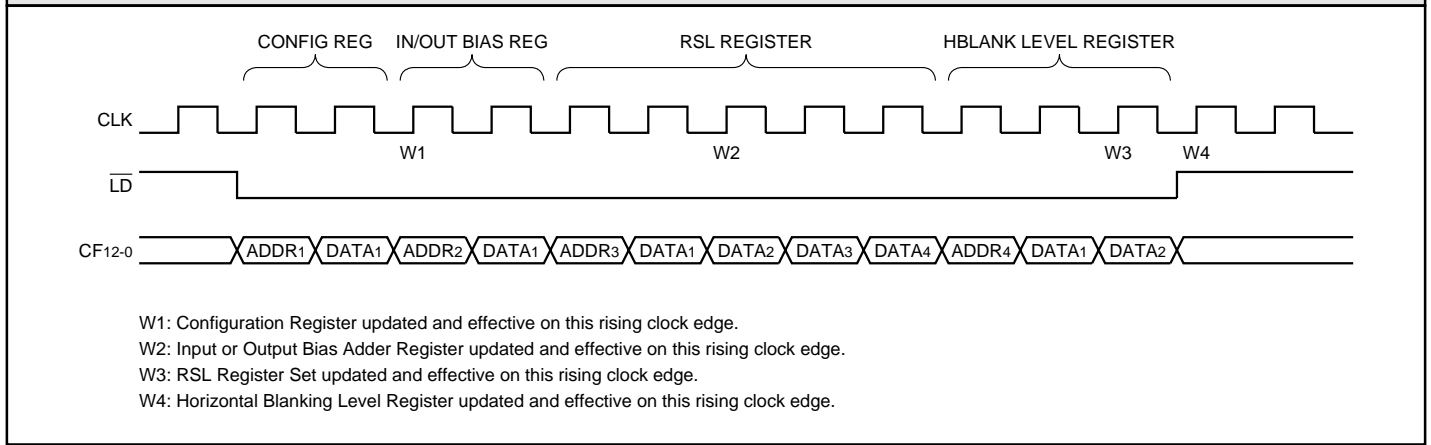 CONFIG REG IN/OUT BIAS REG RSL REGISTER HBLANK LEVEL REGISTER
CLK
W1 W2 W3 W4
LD
CF12-0 ADDR1 DATA1 ADDR2 DATA1 ADDR3 DATA1 DATA2 DATA3 DATA4 ADDR4 DATA1 DATA2
W1: Configuration Register updated and effective on this rising clock edge.
W2: Input or Output Bias Adder Register updated and effective on this rising clock edge.
W3: RSL Register Set updated and effective on this rising clock edge.
W4: Horizontal Blanking Level Register updated and effective on this rising clock edge.